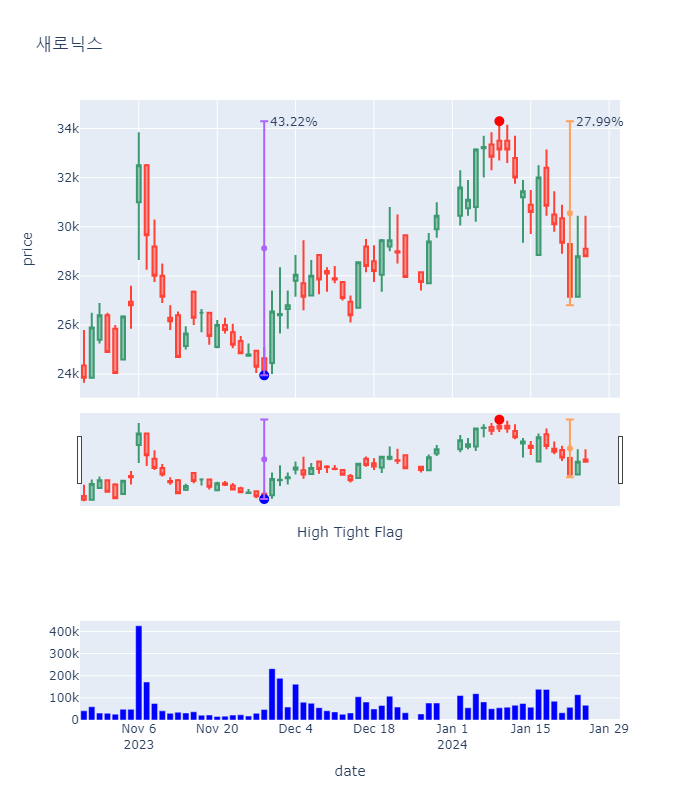 새로닉스
43.22%
27.99%
34k
32k
30k
28k
26k
24k
price
High Tight Flag
400k
300k
200k
100k
0
Nov 6
2023
Nov 20
Dec 4
Dec 18
Jan 1
2024
Jan 15
Jan 29
date